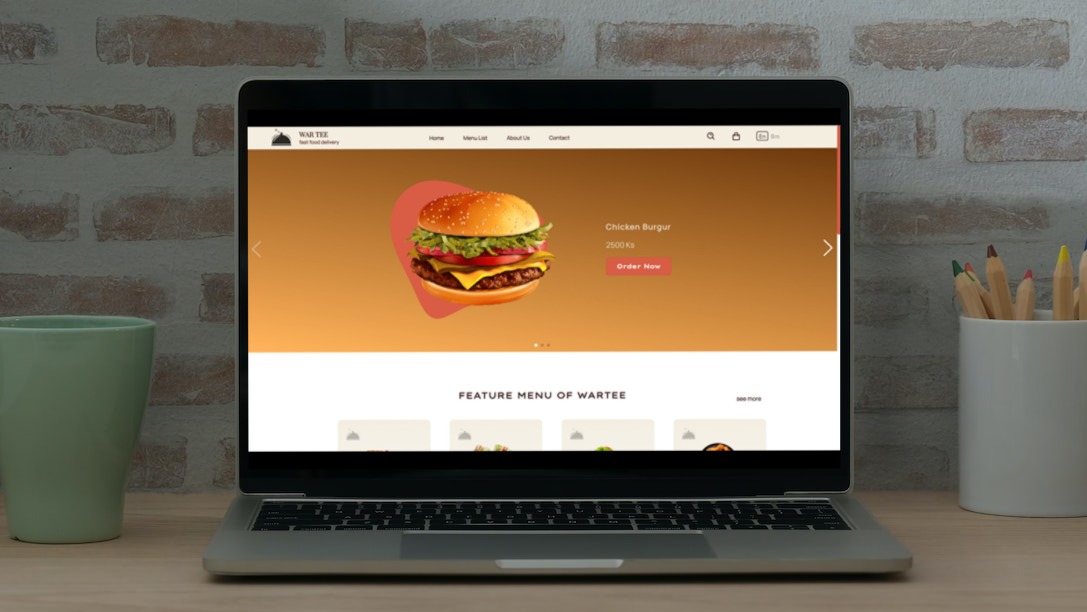 WAR TEE
fast food delivery
Home
Menu List
About Us
Contact
En
Bm
Chicken Burgur
2500 Ks
Order Now
FEATURE MENU OF WARTEE
see more